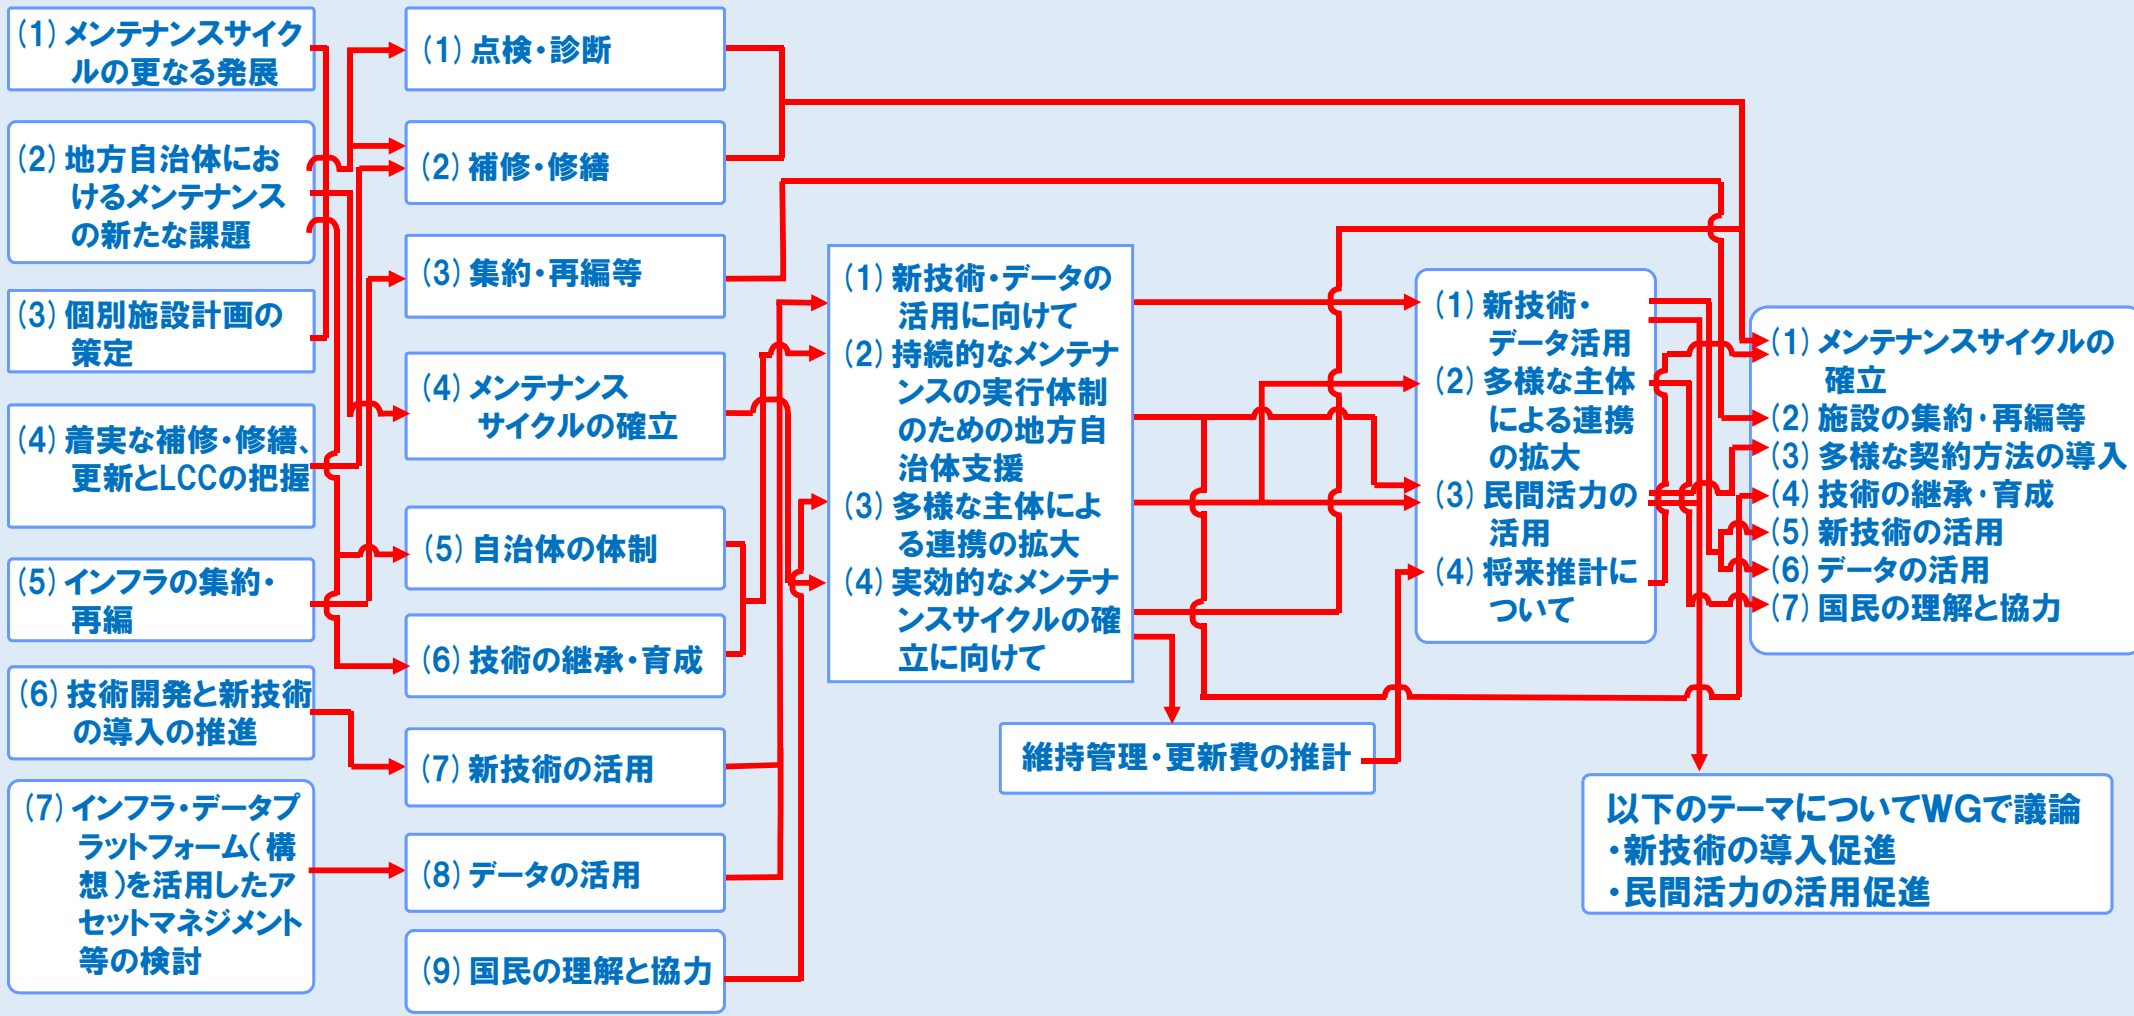 (1)メンテナンスサイク
ルの更なる発展
(2)地方自治体にお
けるメンテナンス
の新たな課題
(3)個別施設計画の
策定
(4)着実な補修・修繕、
更新とLCCの把握
(5)インフラの集約・
再編
(6)技術開発と新技術
の導入の推進
(7)インフラ・データプ
ラットフォーム(構
想)を活用したア
セットマネジメント
等の検討
(1)点検・診断
(2)補修・修繕
(3)集約・再編等
(4)メンテナンス
サイクルの確立
(5)自治体の体制
(6)技術の継承・育成
(7)新技術の活用
(8)データの活用
(9)国民の理解と協力
(1)新技術・データの
活用に向けて
(2)持続的なメンテナ
ンスの実行体制
のための地方自
治体支援
(3)多様な主体によ
る連携の拡大
(4)実効的なメンテナ
ンスサイクルの確
立に向けて
維持管理・更新費の推計
(1)新技術・
データ活用
(2)多様な主体
による連携
の拡大
(3)民間活力の
活用
(4)将来推計に
ついて
(1)メンテナンスサイクルの
確立
(2)施設の集約・再編等
(3)多様な契約方法の導入
(4)技術の継承・育成
(5)新技術の活用
(6)データの活用
(7)国民の理解と協力
以下のテーマについてWGで議論
・新技術の導入促進
・民間活力の活用促進